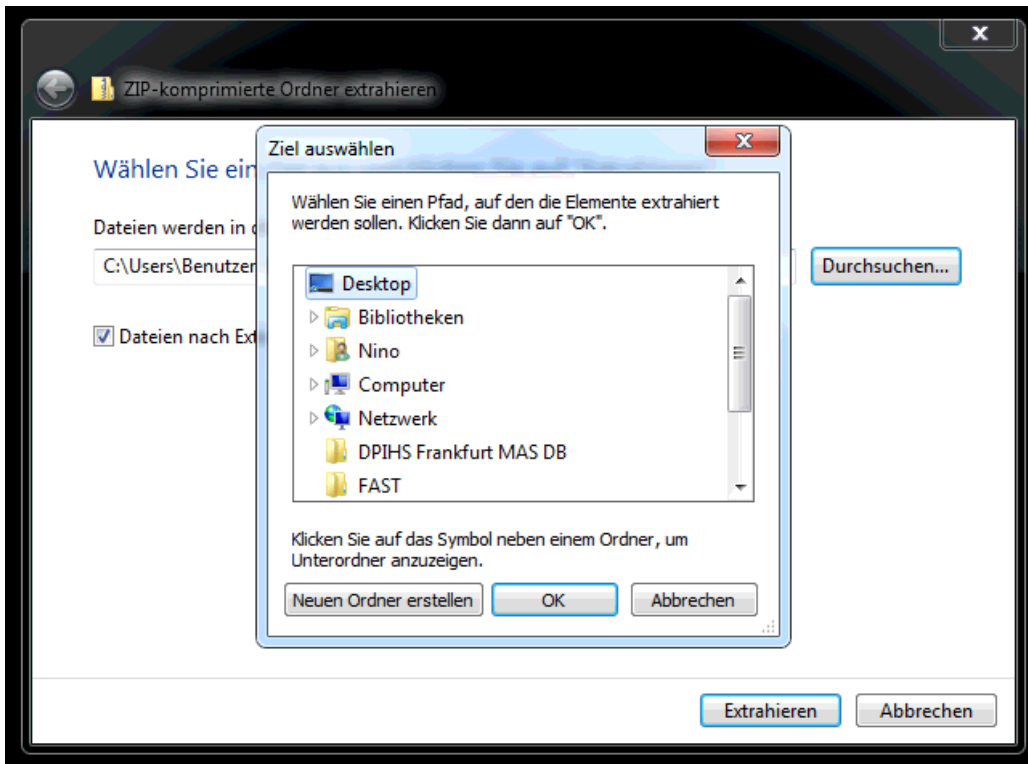 X
ZIP-komprimierte Ordner extrahieren
Wählen Sie ein
Dateien werden in
C:\Users\Benutzer
Durchsuchen...
Dateien nach Ext
Ziel auswählen
X
Wählen Sie einen Pfad, auf den die Elemente extrahiert
werden sollen. Klicken Sie dann auf "OK".
Desktop
Bibliotheken
Nino
Computer
Netzwerk
DPIHS Frankfurt MAS DB
FAST
Klicken Sie auf das Symbol neben einem Ordner, um
Unterordner anzuzeigen.
Neuen Ordner erstellen OK Abbrechen
Extrahieren Abbrechen